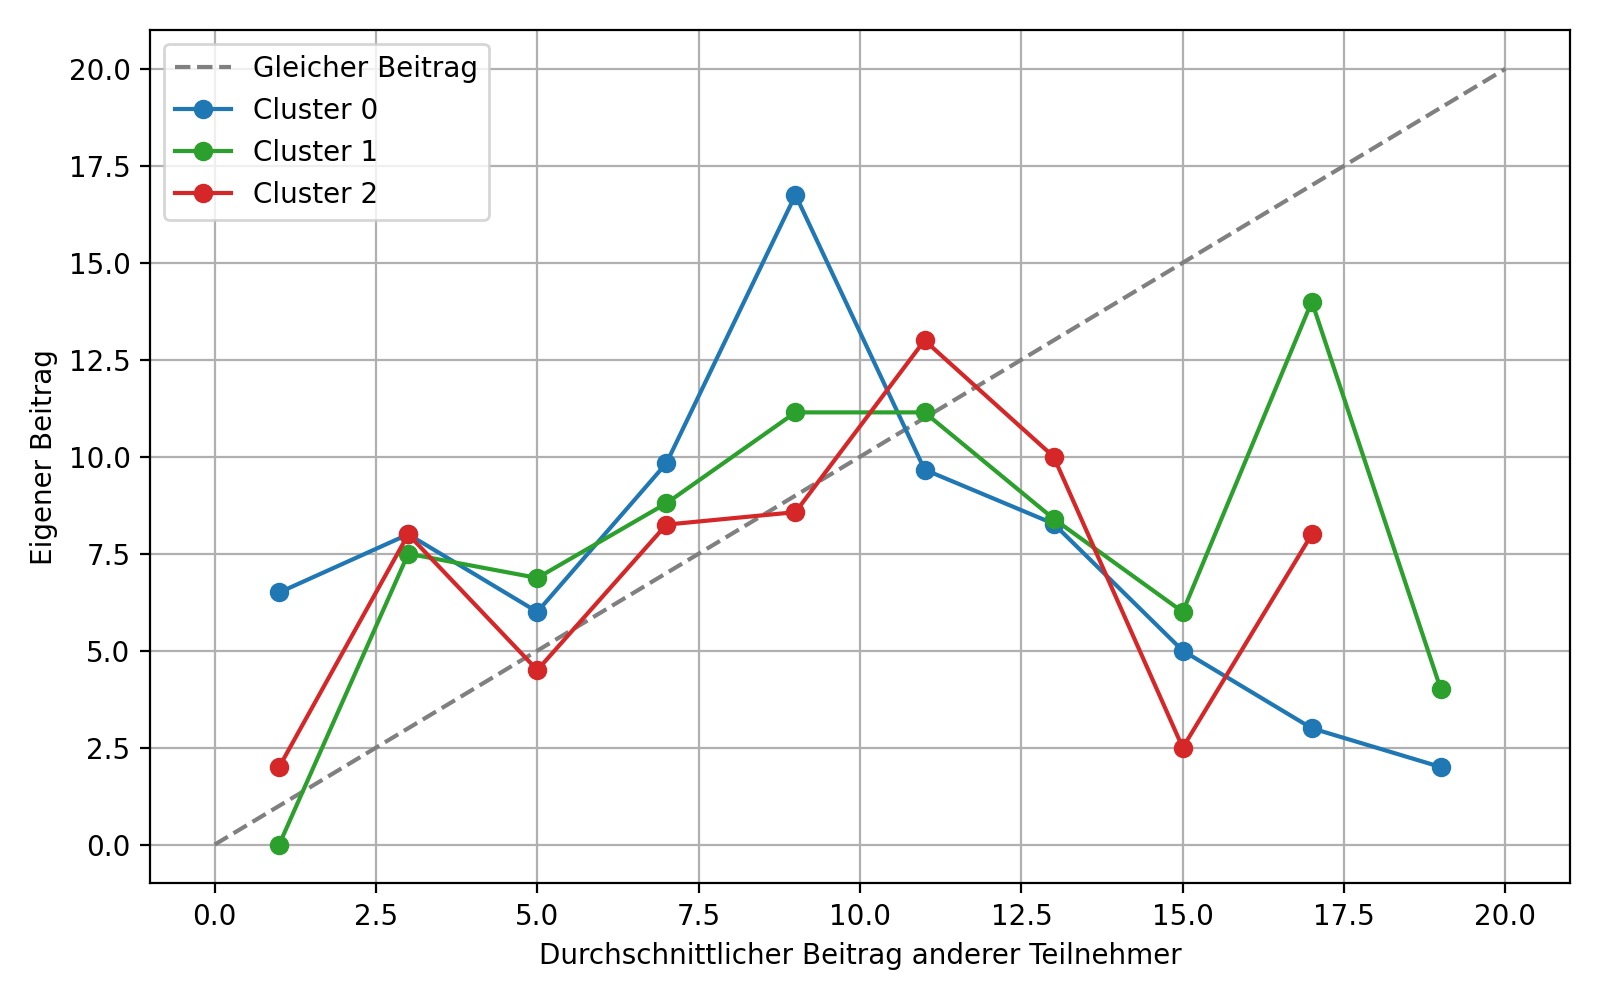 Gleicher Beitrag
Cluster 0
Cluster 1
Cluster 2
20.0
17.5
15.0
12.5
10.0
7.5
5.0
2.5
0.0
Eigener Beitrag
0.0 2.5 5.0 7.5 10.0 12.5 15.0 17.5 20.0
Durchschnittlicher Beitrag anderer Teilnehmer